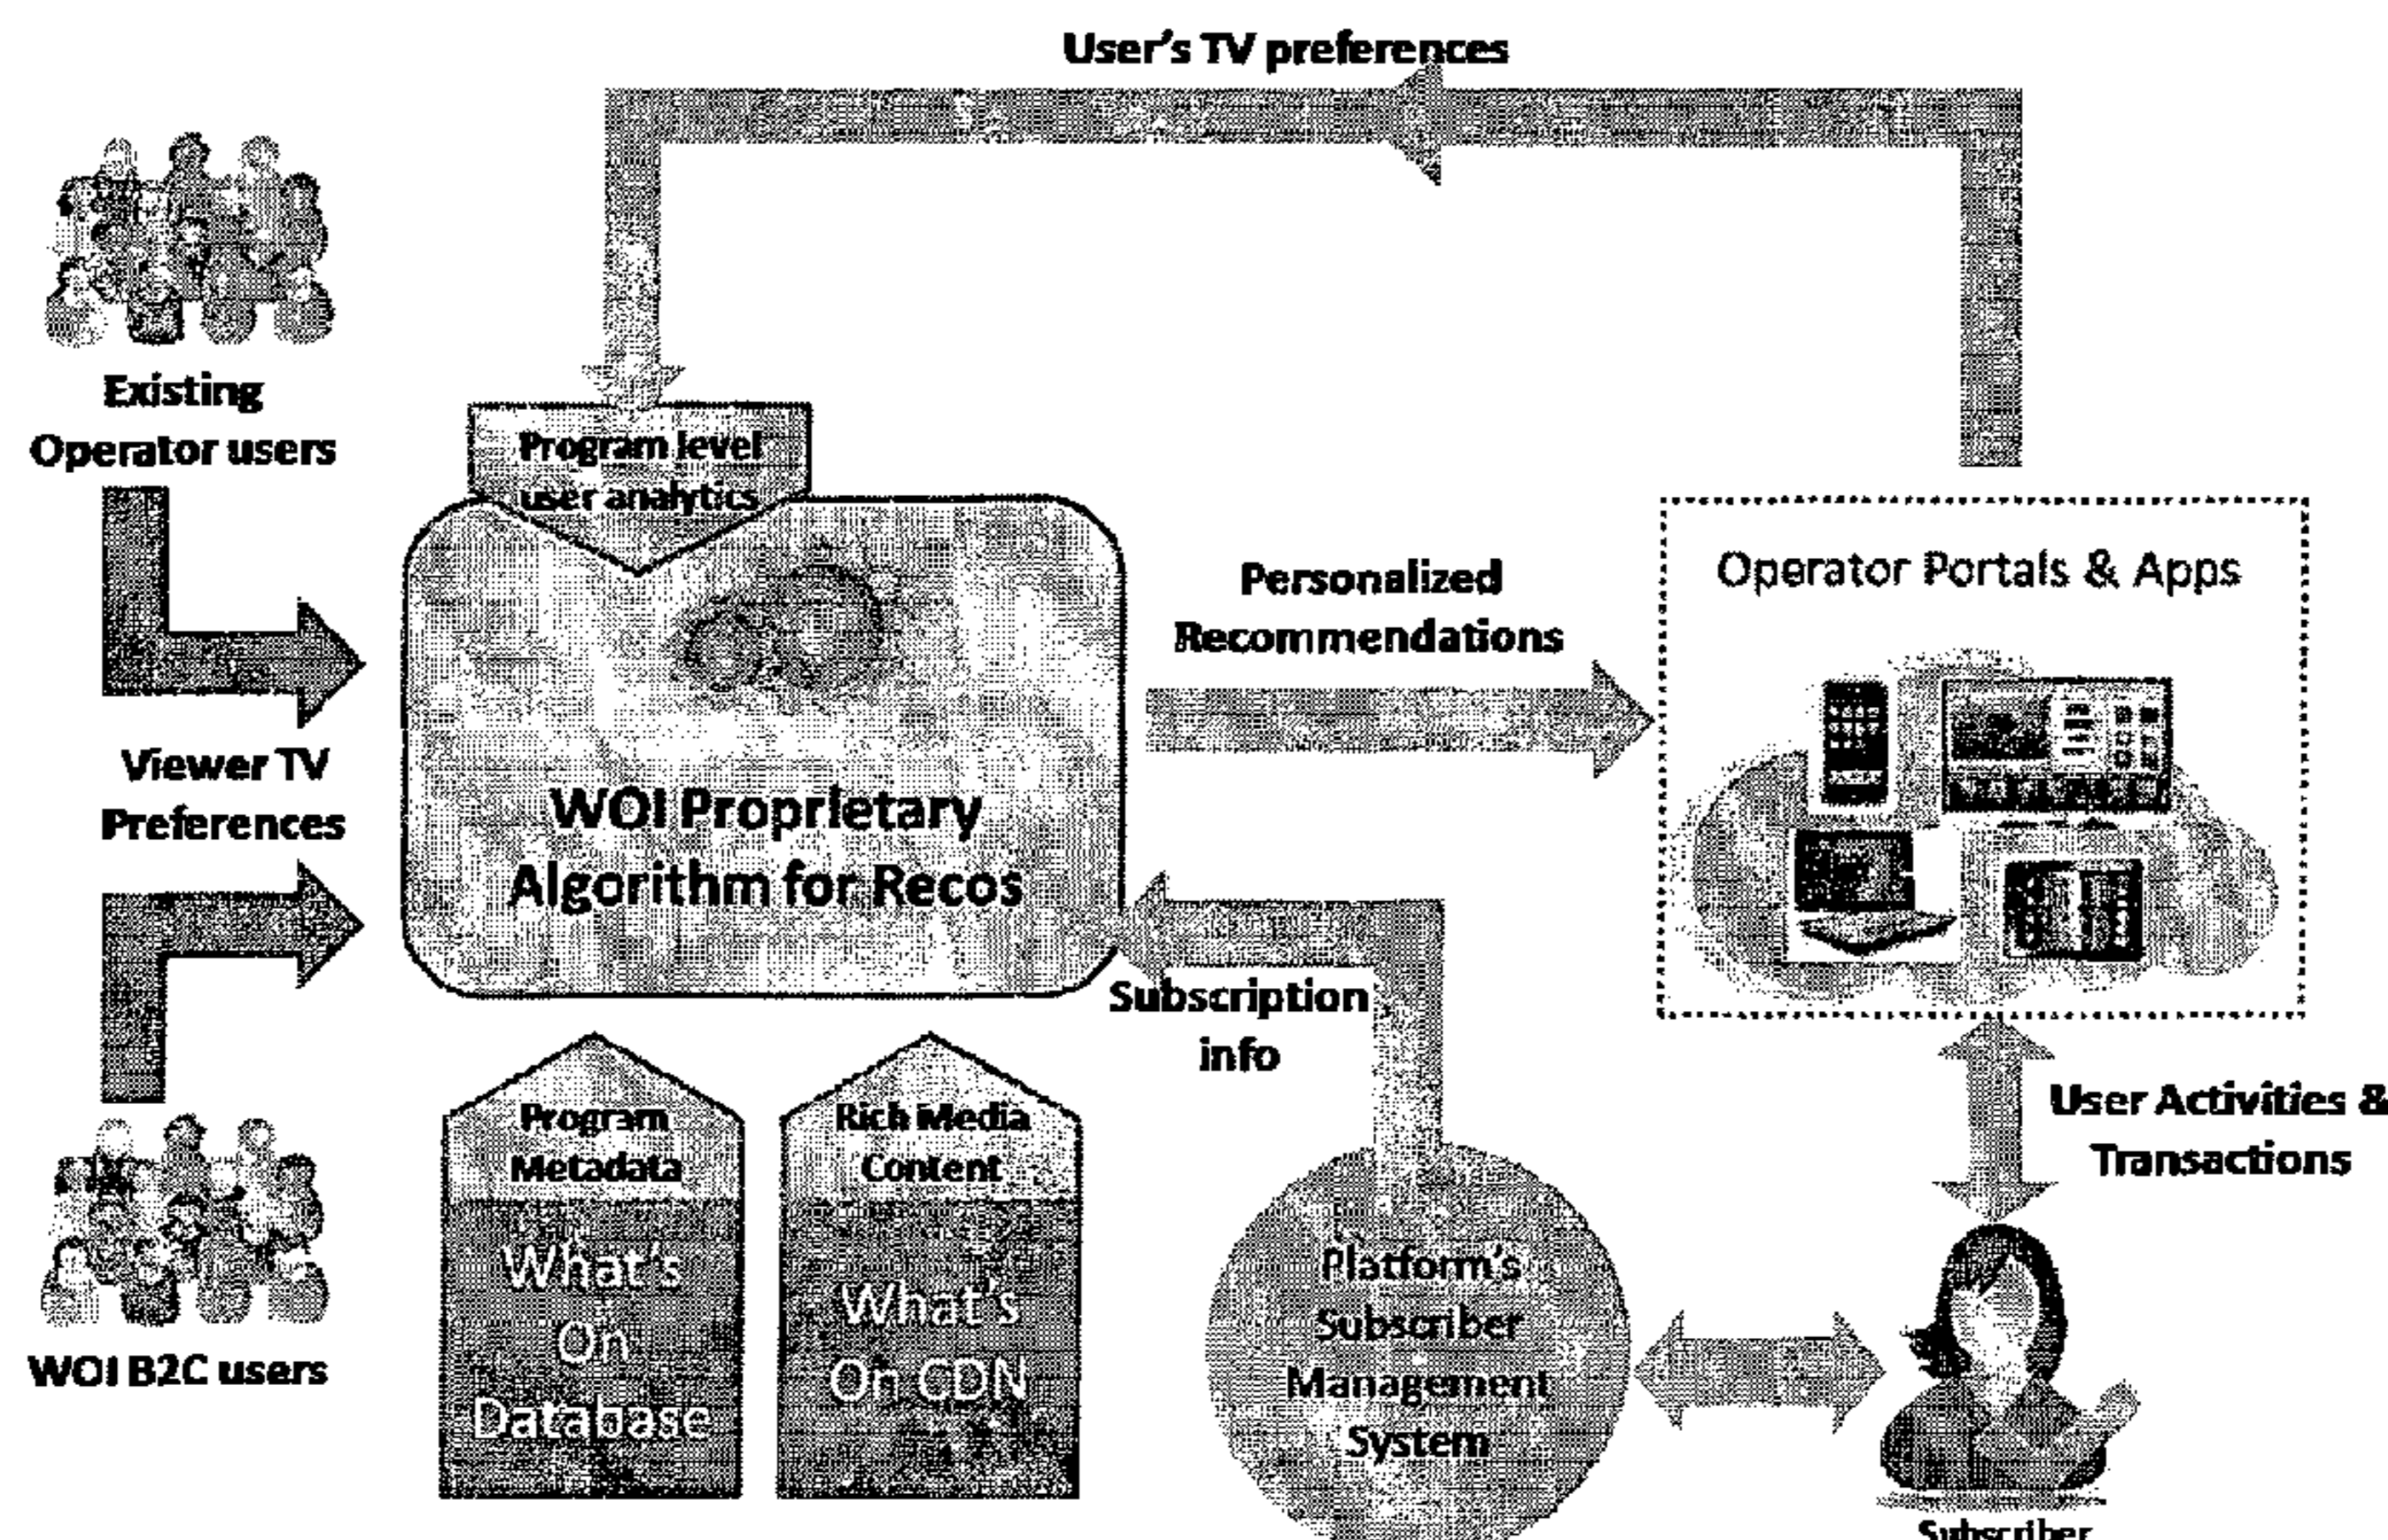 User's TV preferences
Existing
Operator users
Program level
user analytics
Viewer TV
Preferences
WOI Proprietary
Algorithm for Recos
Personalized
Recommendations
Operator Portals & Apps
Subscription
info
User Activities &
Transactions
WOI B2C users
Program
Metadata
What's
On
Database
Rich Media
Content
What's
On CDN
Platform's
Subscriber
Management
System
Subscriber